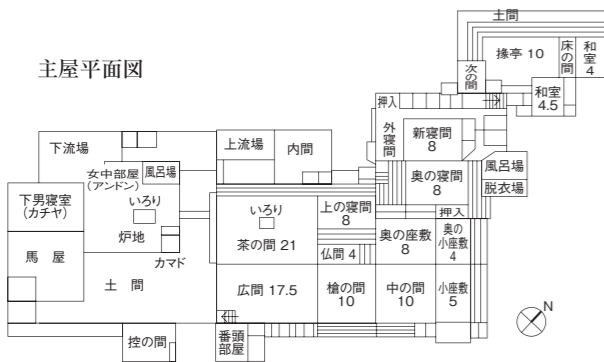 主屋平面図
土間
掾亭 10
床の間
和室 4
次の間
和室 4.5
押入
外寝間
新寝間 8
下流場
上流場
内間
女中部屋
(アンドン)
風呂場
奥の寝間 8
風呂場
脱衣場
下男寝室
(カチヤ)
いろり
炉地
カマド
いろり
茶の間 21
上の寝間 8
仏間 4
奥の座敷 8
押入
奥の小座敷 4
馬屋
土間
広間 17.5
槍の間 10
中の間 10
小座敷 5
控の間
番頭部屋
N